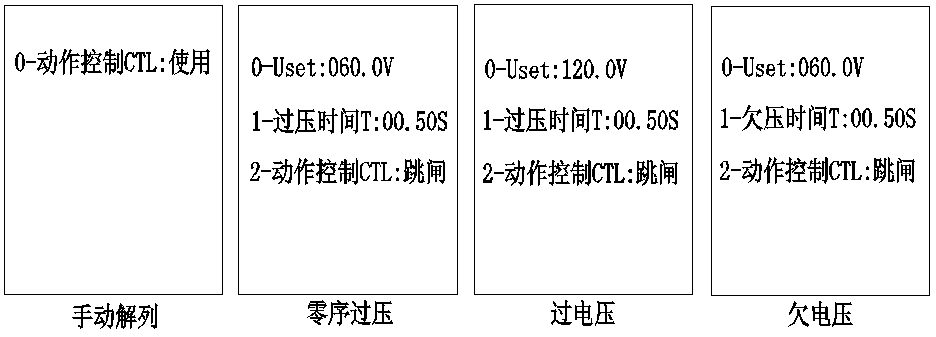 0-动作控制CTL:使用
手动解列
0-Uset:060.0V
1-过压时间T:00.50S
2-动作控制CTL:跳闸
零序过压
0-Uset:120.0V
1-过压时间T:00.50S
2-动作控制CTL:跳闸
过电压
0-Uset:060.0V
1-欠压时间T:00.50S
2-动作控制CTL:跳闸
欠电压